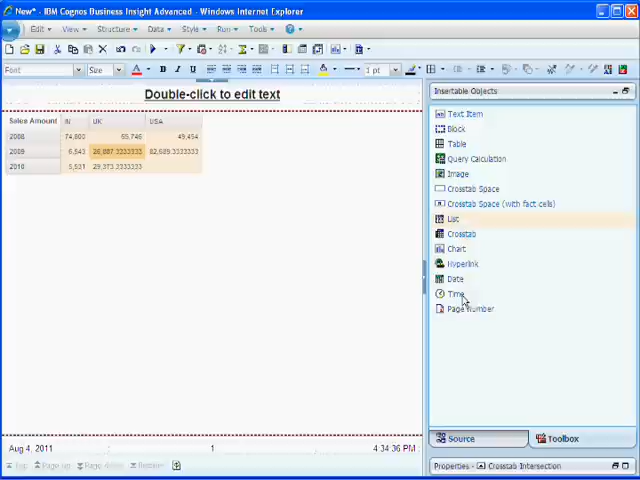 New* - IBM Cognos Business Insight Advanced - Windows Internet Explorer
Edit View Structure Data Style Run Tools
Font Size 1 pt
Insertable Objects
Double-click to edit text
Sales Amount IN UK USA
2008 74,800 65,746 49,454
2009 6,543 26,887.3333333 82,689.3333333
2010 5,531 29,373.3333333
Text Item
Block
Table
Query Calculation
Image
Crosstab Space
Crosstab Space (with fact cells)
List
Crosstab
Chart
Hyperlink
Date
Time
Page Number
Source Toolbox
Aug 4, 2011 1 4:34:36 PM
Top Page up Page down Bottom
Properties - Crosstab Intersection